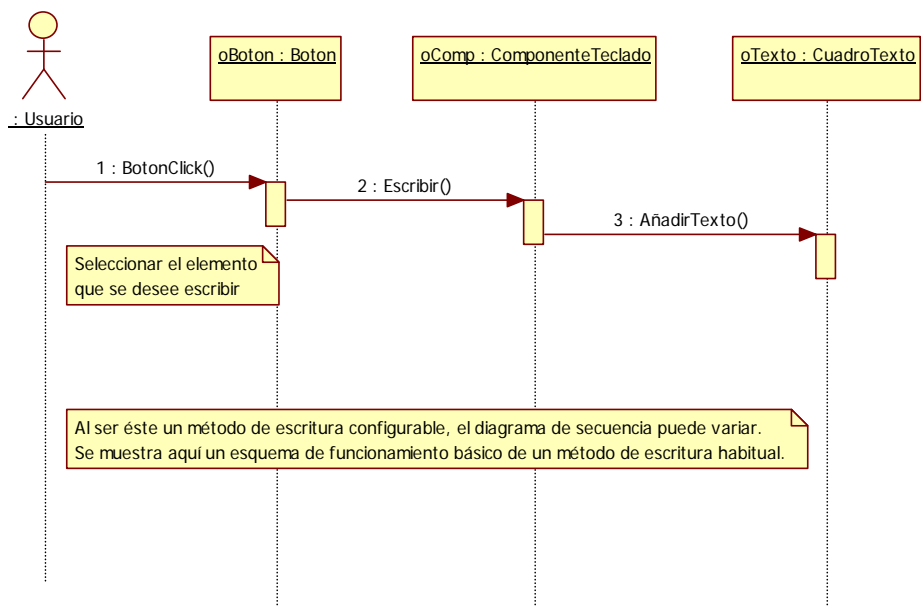 oBoton : Boton
oComp : ComponenteTeclado
oTexto : CuadroTexto
: Usuario
1 : BotonClick()
2 : Escribir()
3 : AñadirTexto()
Seleccionar el elemento
que se desee escribir
Al ser éste un método de escritura configurable, el diagrama de secuencia puede variar.
Se muestra aquí un esquema de funcionamiento básico de un método de escritura habitual.